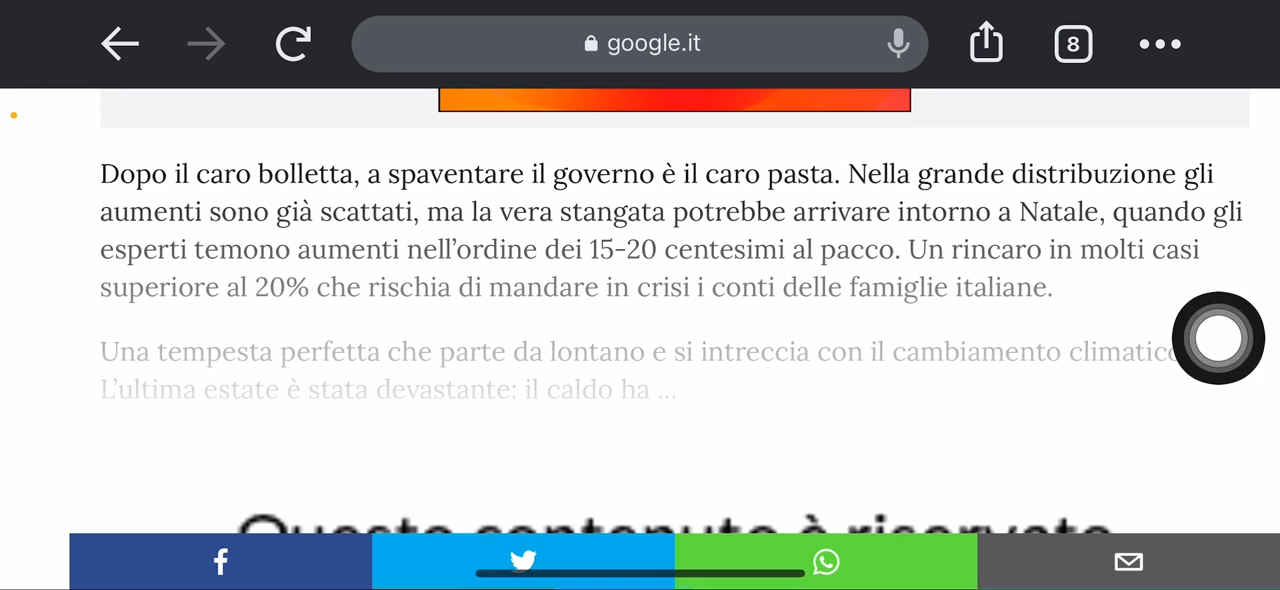 google.it
8
Dopo il caro bolletta, a spaventare il governo è il caro pasta. Nella grande distribuzione gli
aumenti sono già scattati, ma la vera stangata potrebbe arrivare intorno a Natale, quando gli
esperti temono aumenti nell’ordine dei 15-20 centesimi al pacco. Un rincaro in molti casi
superiore al 20% che rischia di mandare in crisi i conti delle famiglie italiane.
Una tempesta perfetta che parte da lontano e si intreccia con il cambiamento climatico
L’ultima estate è stata devastante: il caldo ha ...
Questo contenuto è riservato